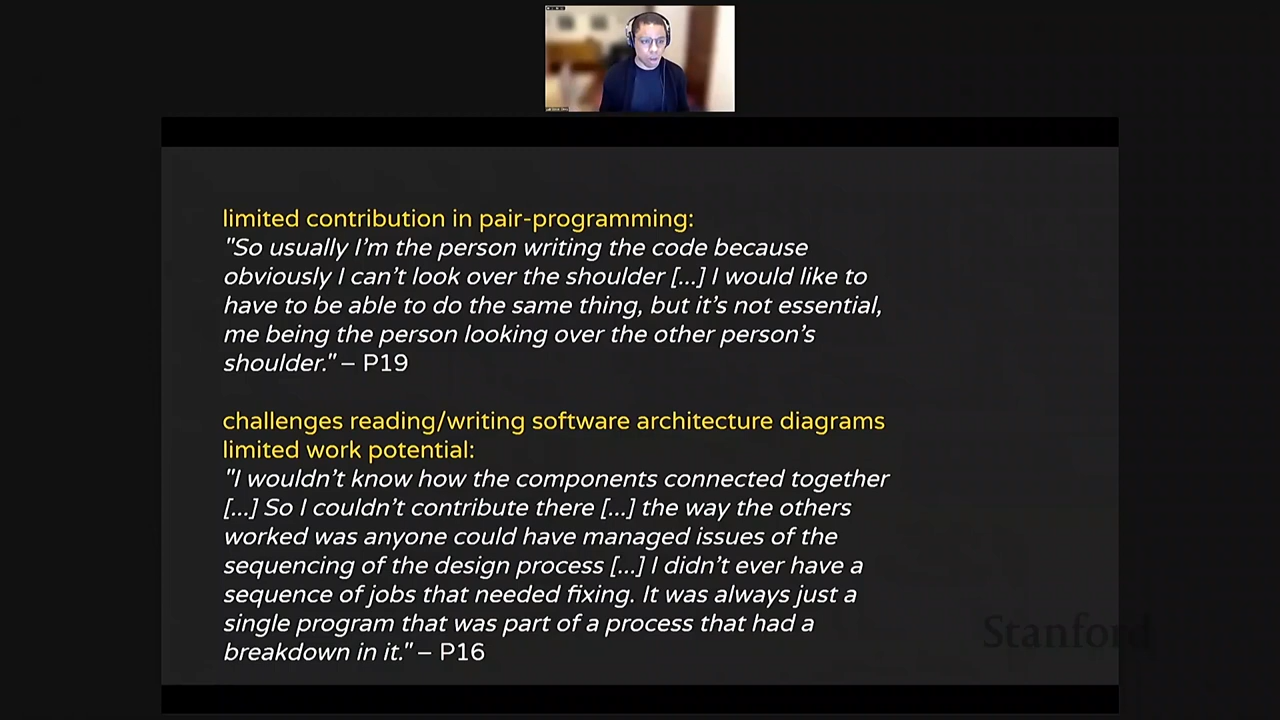 limited contribution in pair-programming:
"So usually I'm the person writing the code because
obviously I can't look over the shoulder [...] I would like to
have to be able to do the same thing, but it's not essential,
me being the person looking over the other person's
shoulder." – P19
challenges reading/writing software architecture diagrams
limited work potential:
"I wouldn't know how the components connected together
[...] So I couldn't contribute there [...] the way the others
worked was anyone could have managed issues of the
sequencing of the design process [...] I didn't ever have a
sequence of jobs that needed fixing. It was always just a
single program that was part of a process that had a
breakdown in it." – P16
Stanford